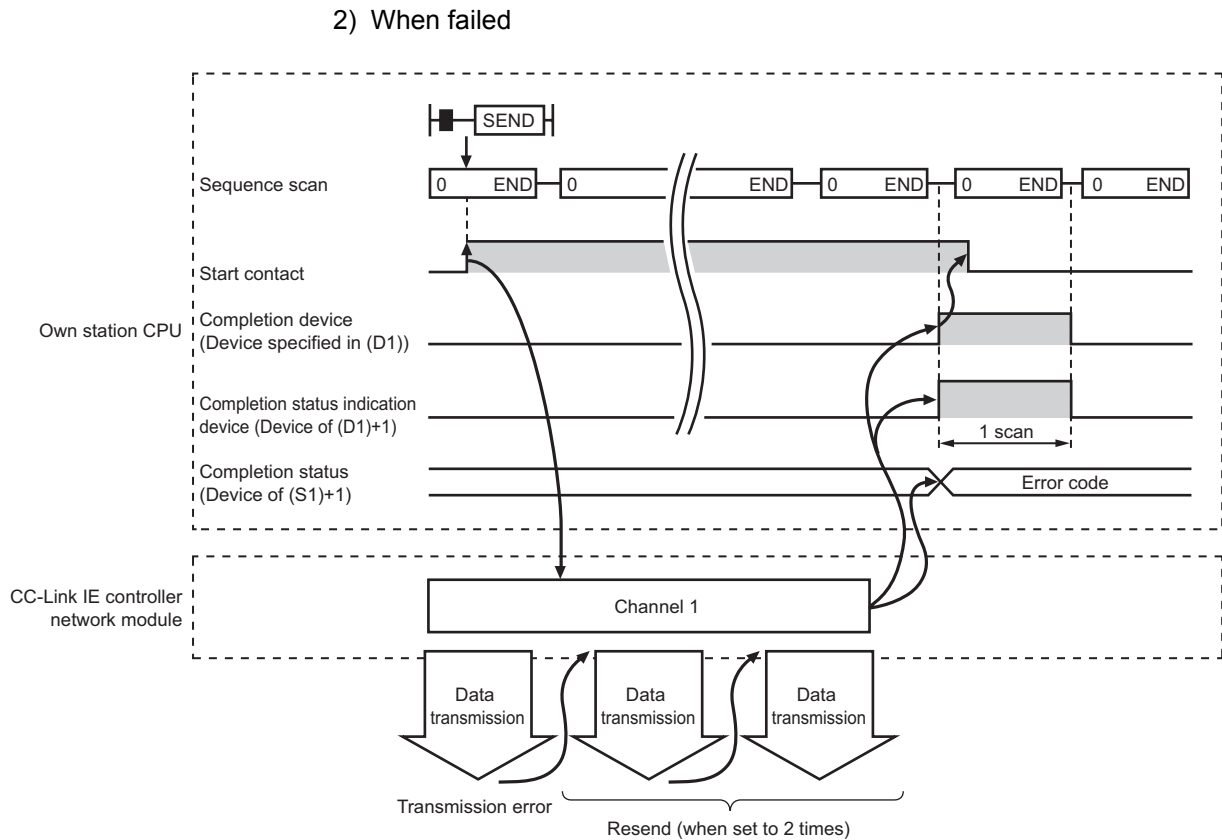 2) When failed
SEND
Sequence scan
0 END 0 END 0 END 0 END 0 END
Start contact
Own station CPU
Completion device
(Device specified in (D1))
Completion status indication
device (Device of (D1)+1)
1 scan
Completion status
(Device of (S1)+1)
Error code
CC-Link IE controller
network module
Channel 1
Data
transmission
Data
transmission
Data
transmission
Transmission error
Resend (when set to 2 times)